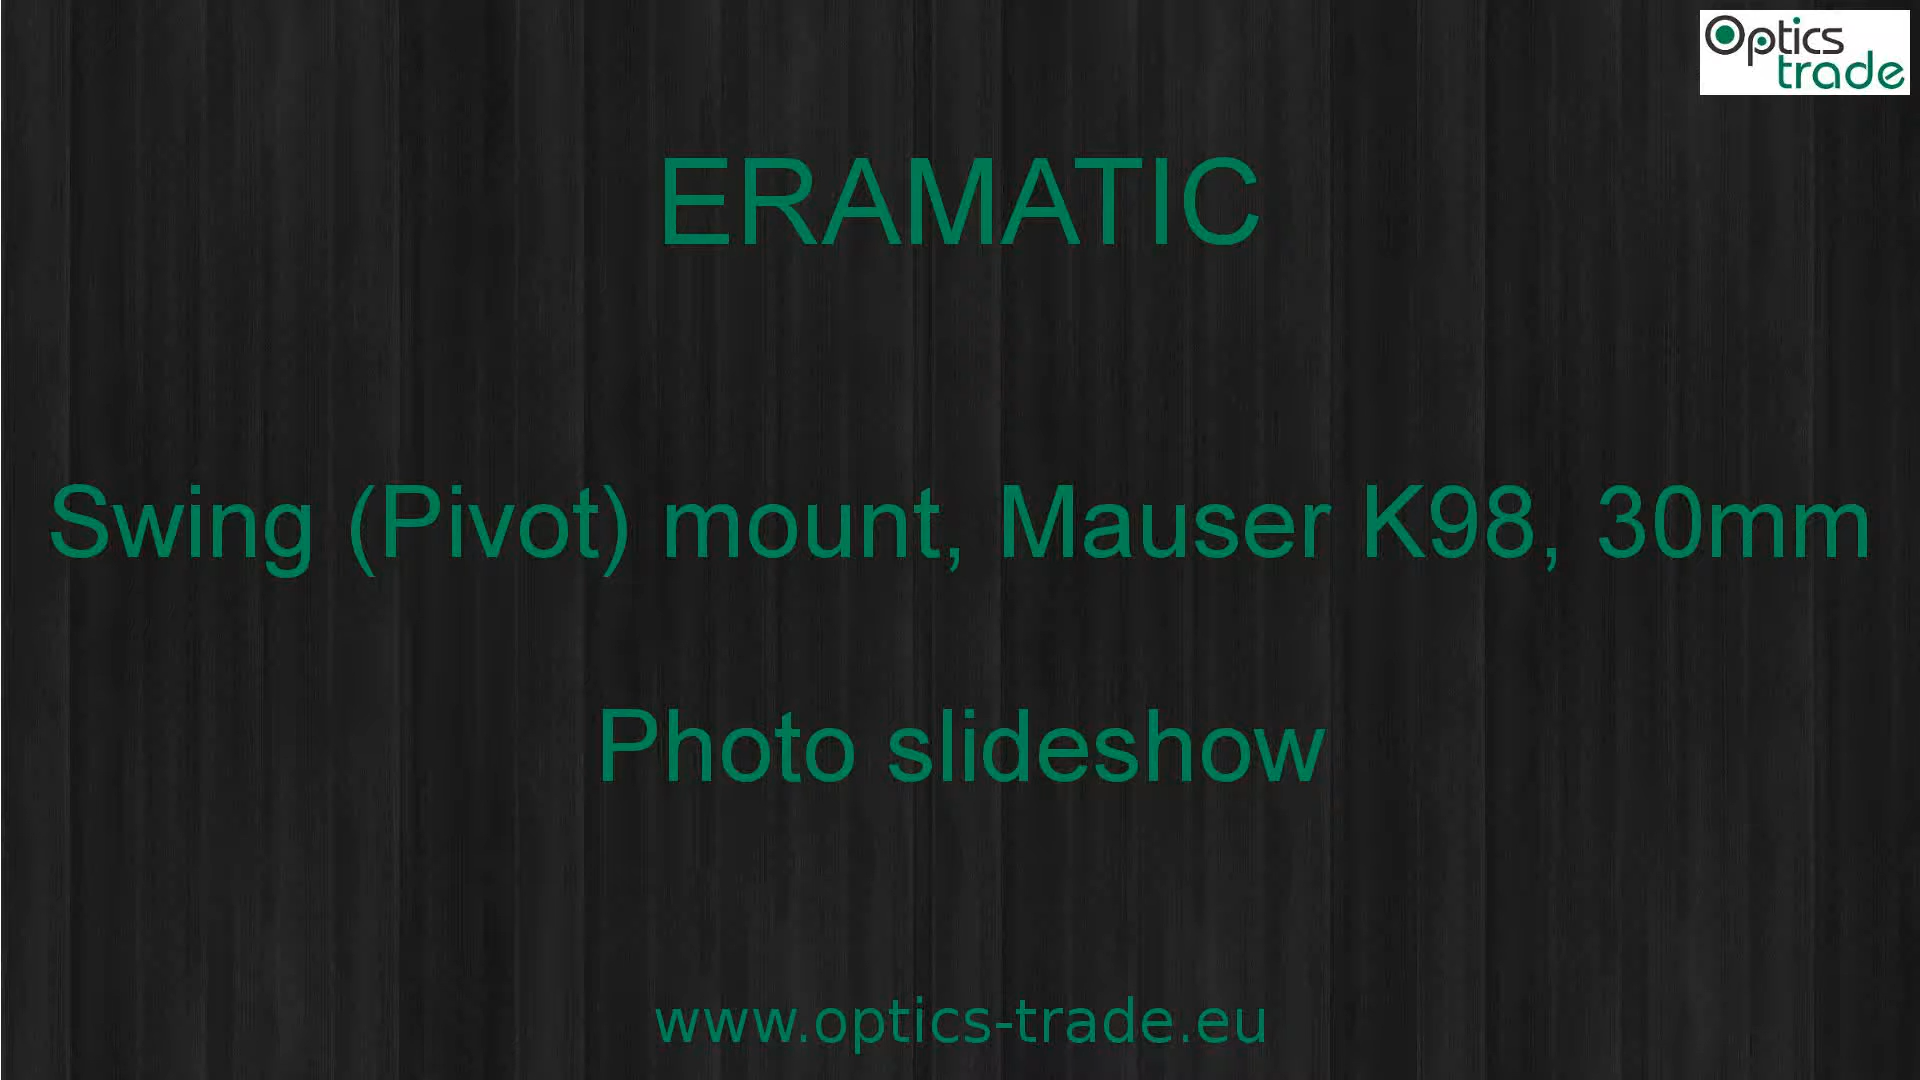 Optics
trade
ERAMATIC
Swing (Pivot) mount, Mauser K98, 30mm
Photo slideshow
www.optics-trade.eu